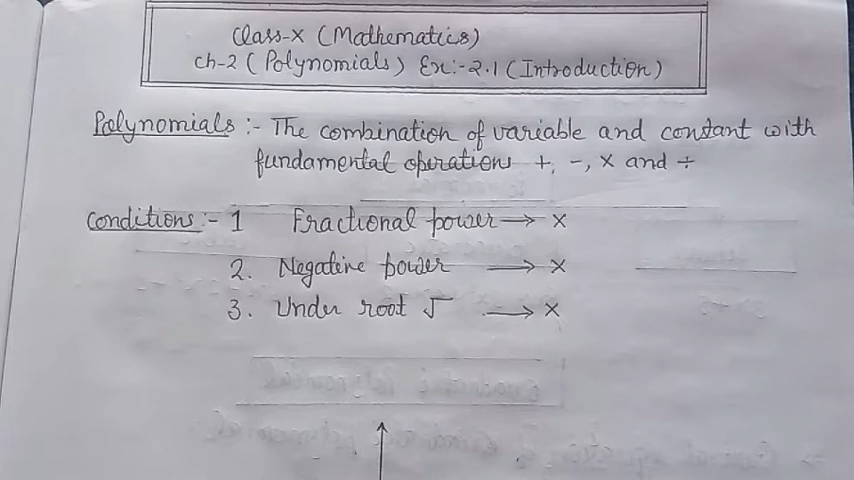 Class-X (Mathematics)
Ch-2 (Polynomials) Ex:-2.1 (Introduction)
Polynomials :- The combination of variable and constant with
fundamental operations +, -, × and ÷
Conditions :- 1 Fractional power → ×
2. Negative power → ×
3. Under root √ → ×